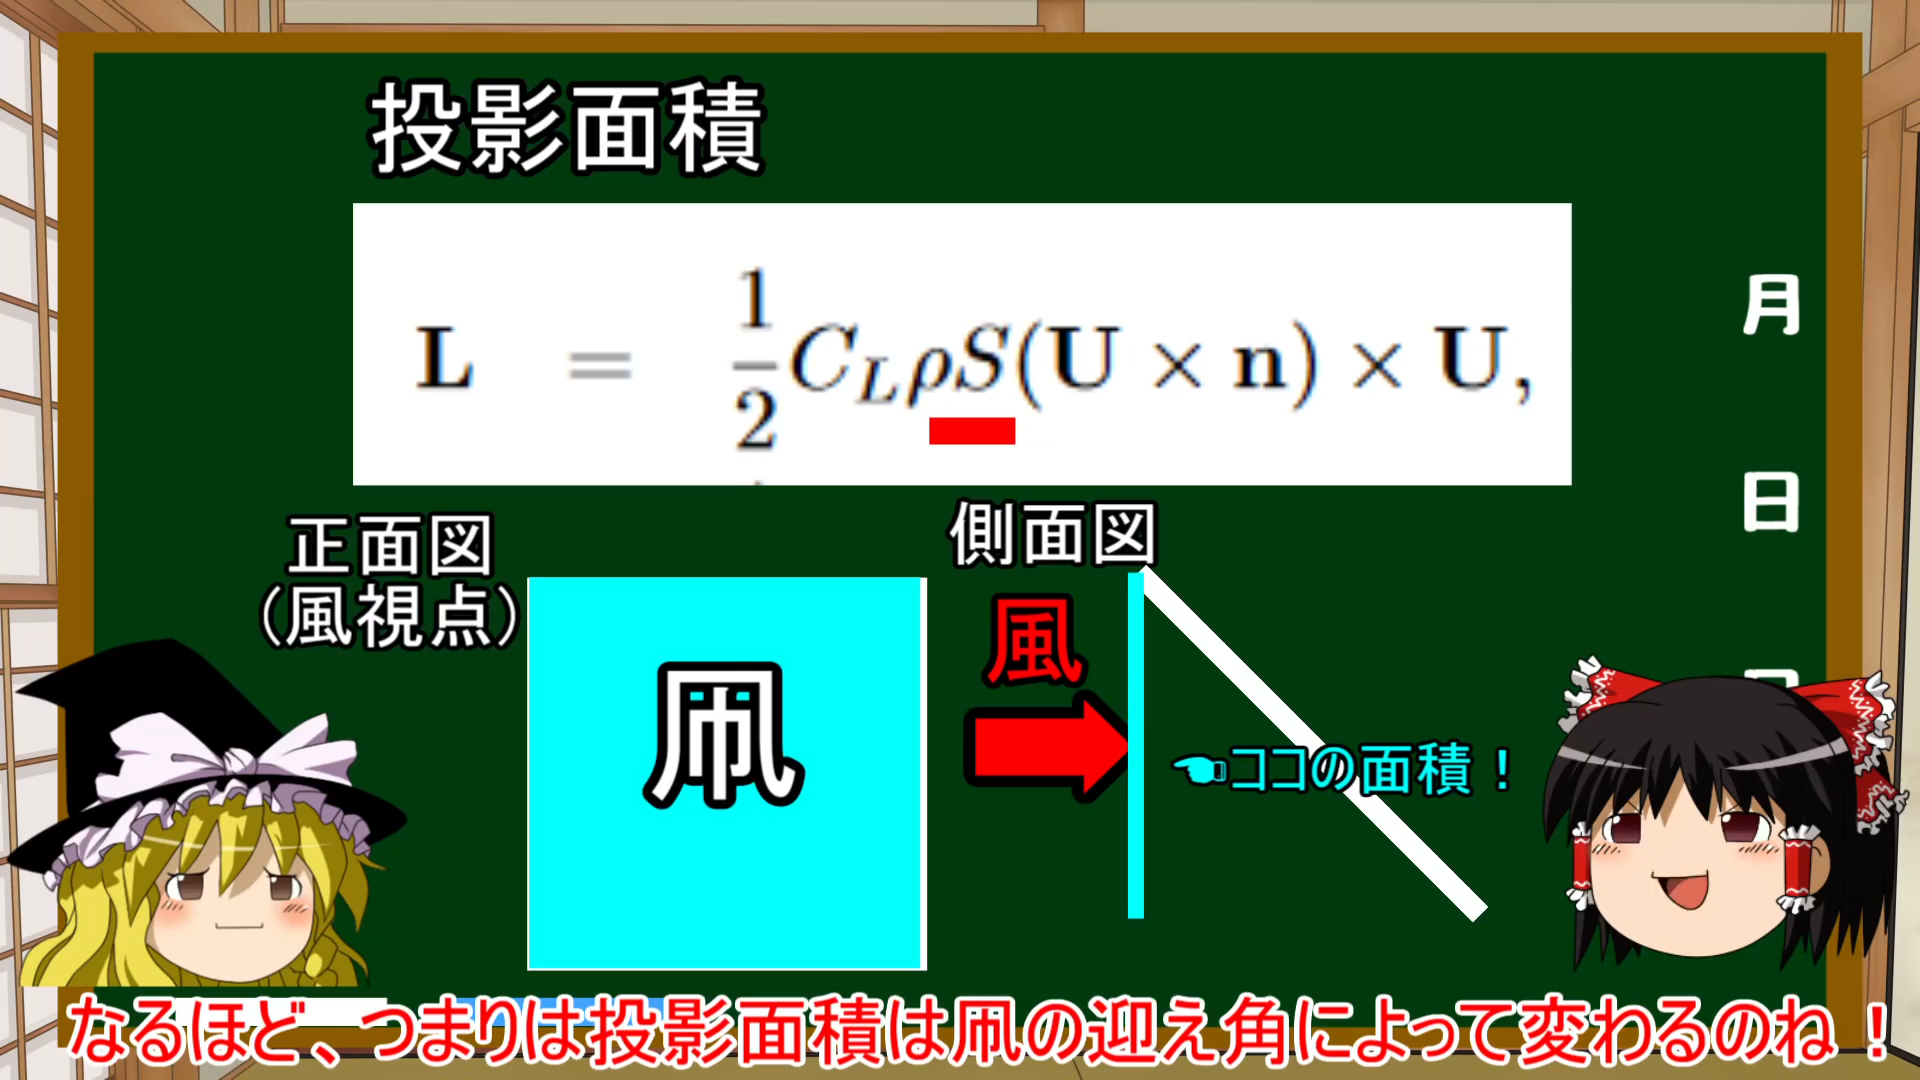 投影面積
L = 1/2 C_L ρS(U × n) × U,
月
日
正面図
(風視点)
凧
側面図
風
☚ココの面積！
なるほど、つまりは投影面積は凧の迎え角によって変わるのね！